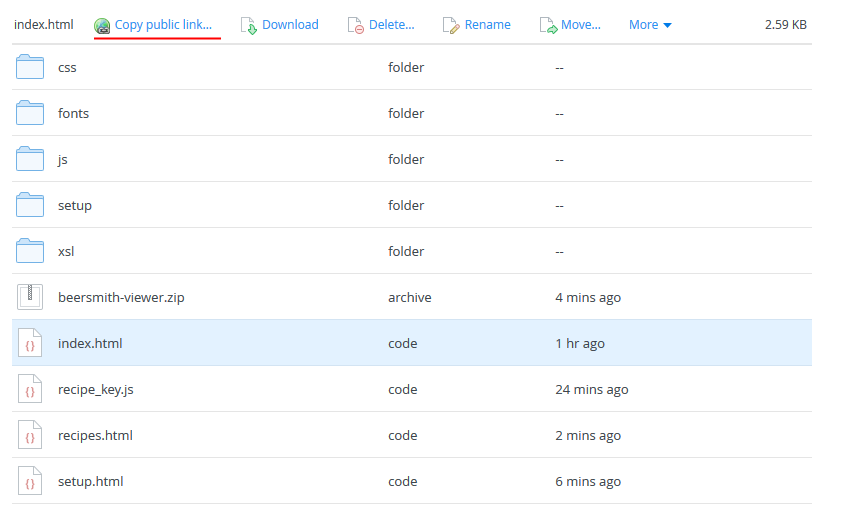 index.html Copy public link... Download Delete... Rename Move... More 2.59 KB
css folder --
fonts folder --
js folder --
setup folder --
xsl folder --
beersmith-viewer.zip archive 4 mins ago
index.html code 1 hr ago
recipe_key.js code 24 mins ago
recipes.html code 2 mins ago
setup.html code 6 mins ago